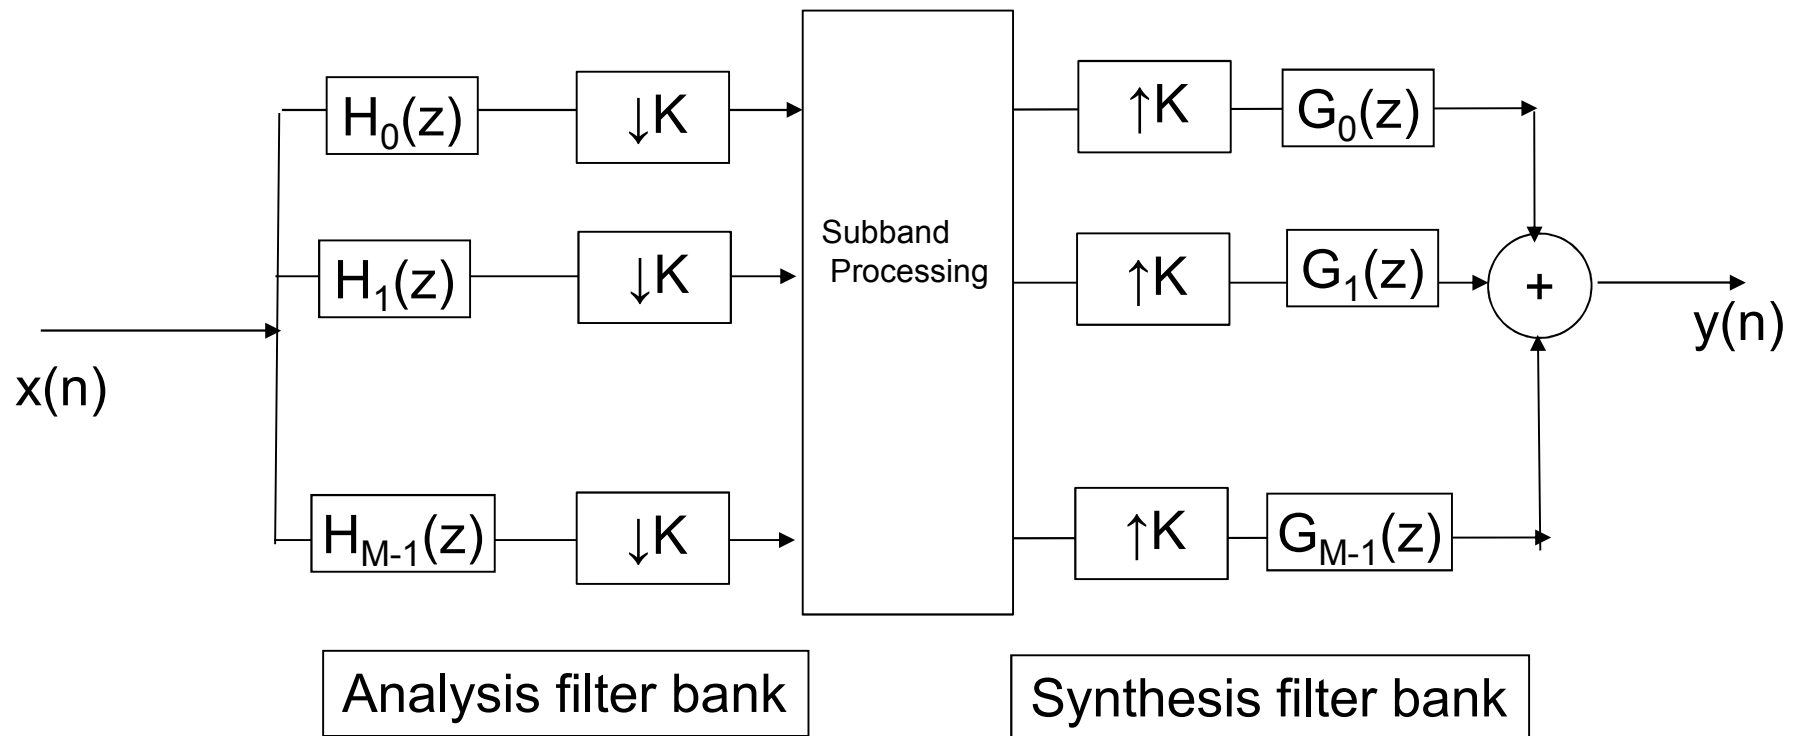 H0(z)
↓K
↑K
G0(z)
H1(z)
↓K
Subband
Processing
↑K
G1(z)
+
x(n)
y(n)
HM-1(z)
↓K
↑K
GM-1(z)
Analysis filter bank
Synthesis filter bank